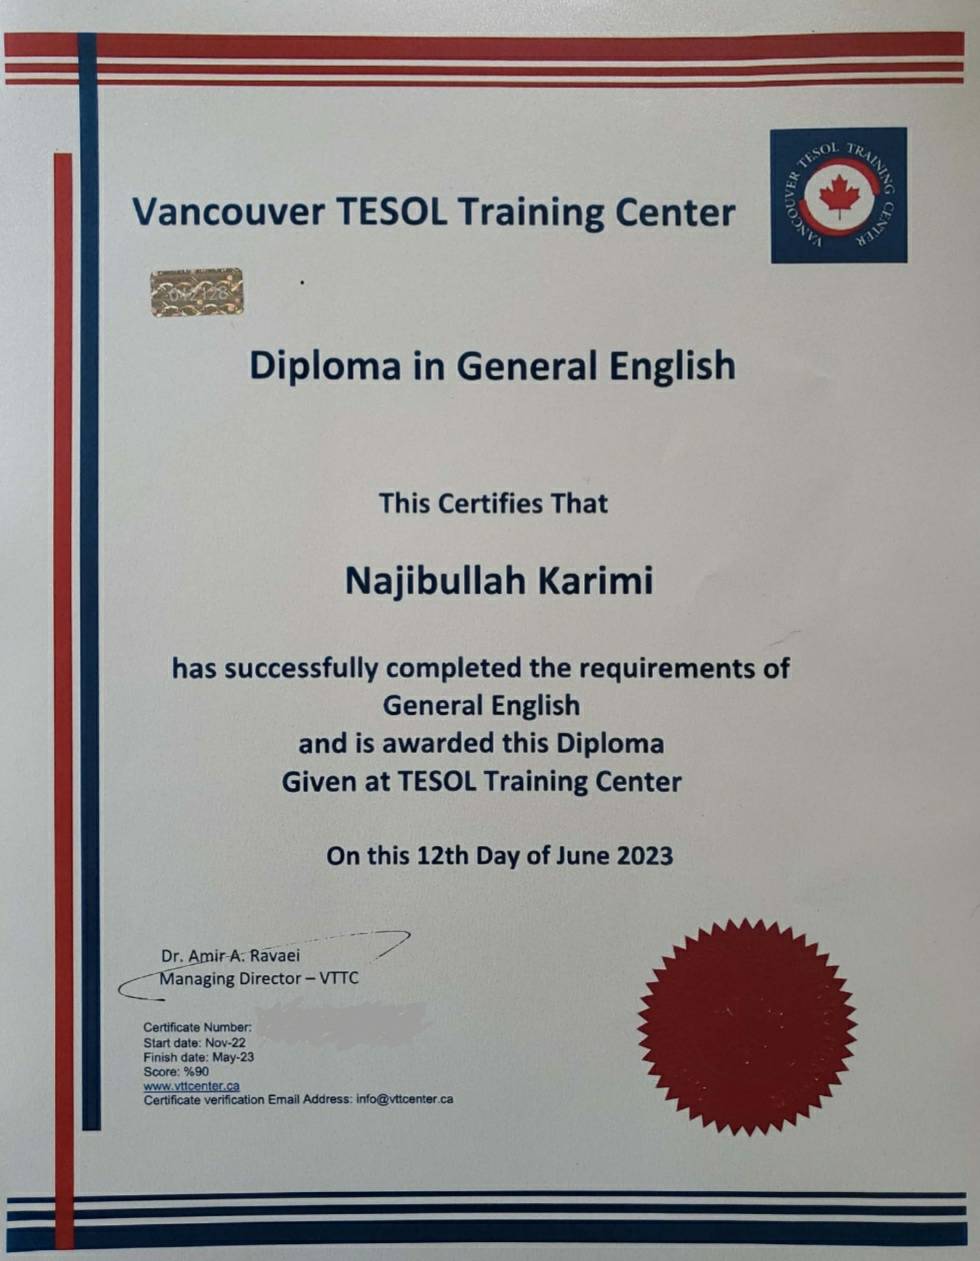 Vancouver TESOL Training Center
VANCOUVER TESOL TRAINING CENTER
042128
Diploma in General English
This Certifies That
Najibullah Karimi
has successfully completed the requirements of
General English
and is awarded this Diploma
Given at TESOL Training Center
On this 12th Day of June 2023
Dr. Amir A. Ravaei
Managing Director – VTTC
Certificate Number:
Start date: Nov-22
Finish date: May-23
Score: %90
www.vttcenter.ca
Certificate verification Email Address: info@vttcenter.ca